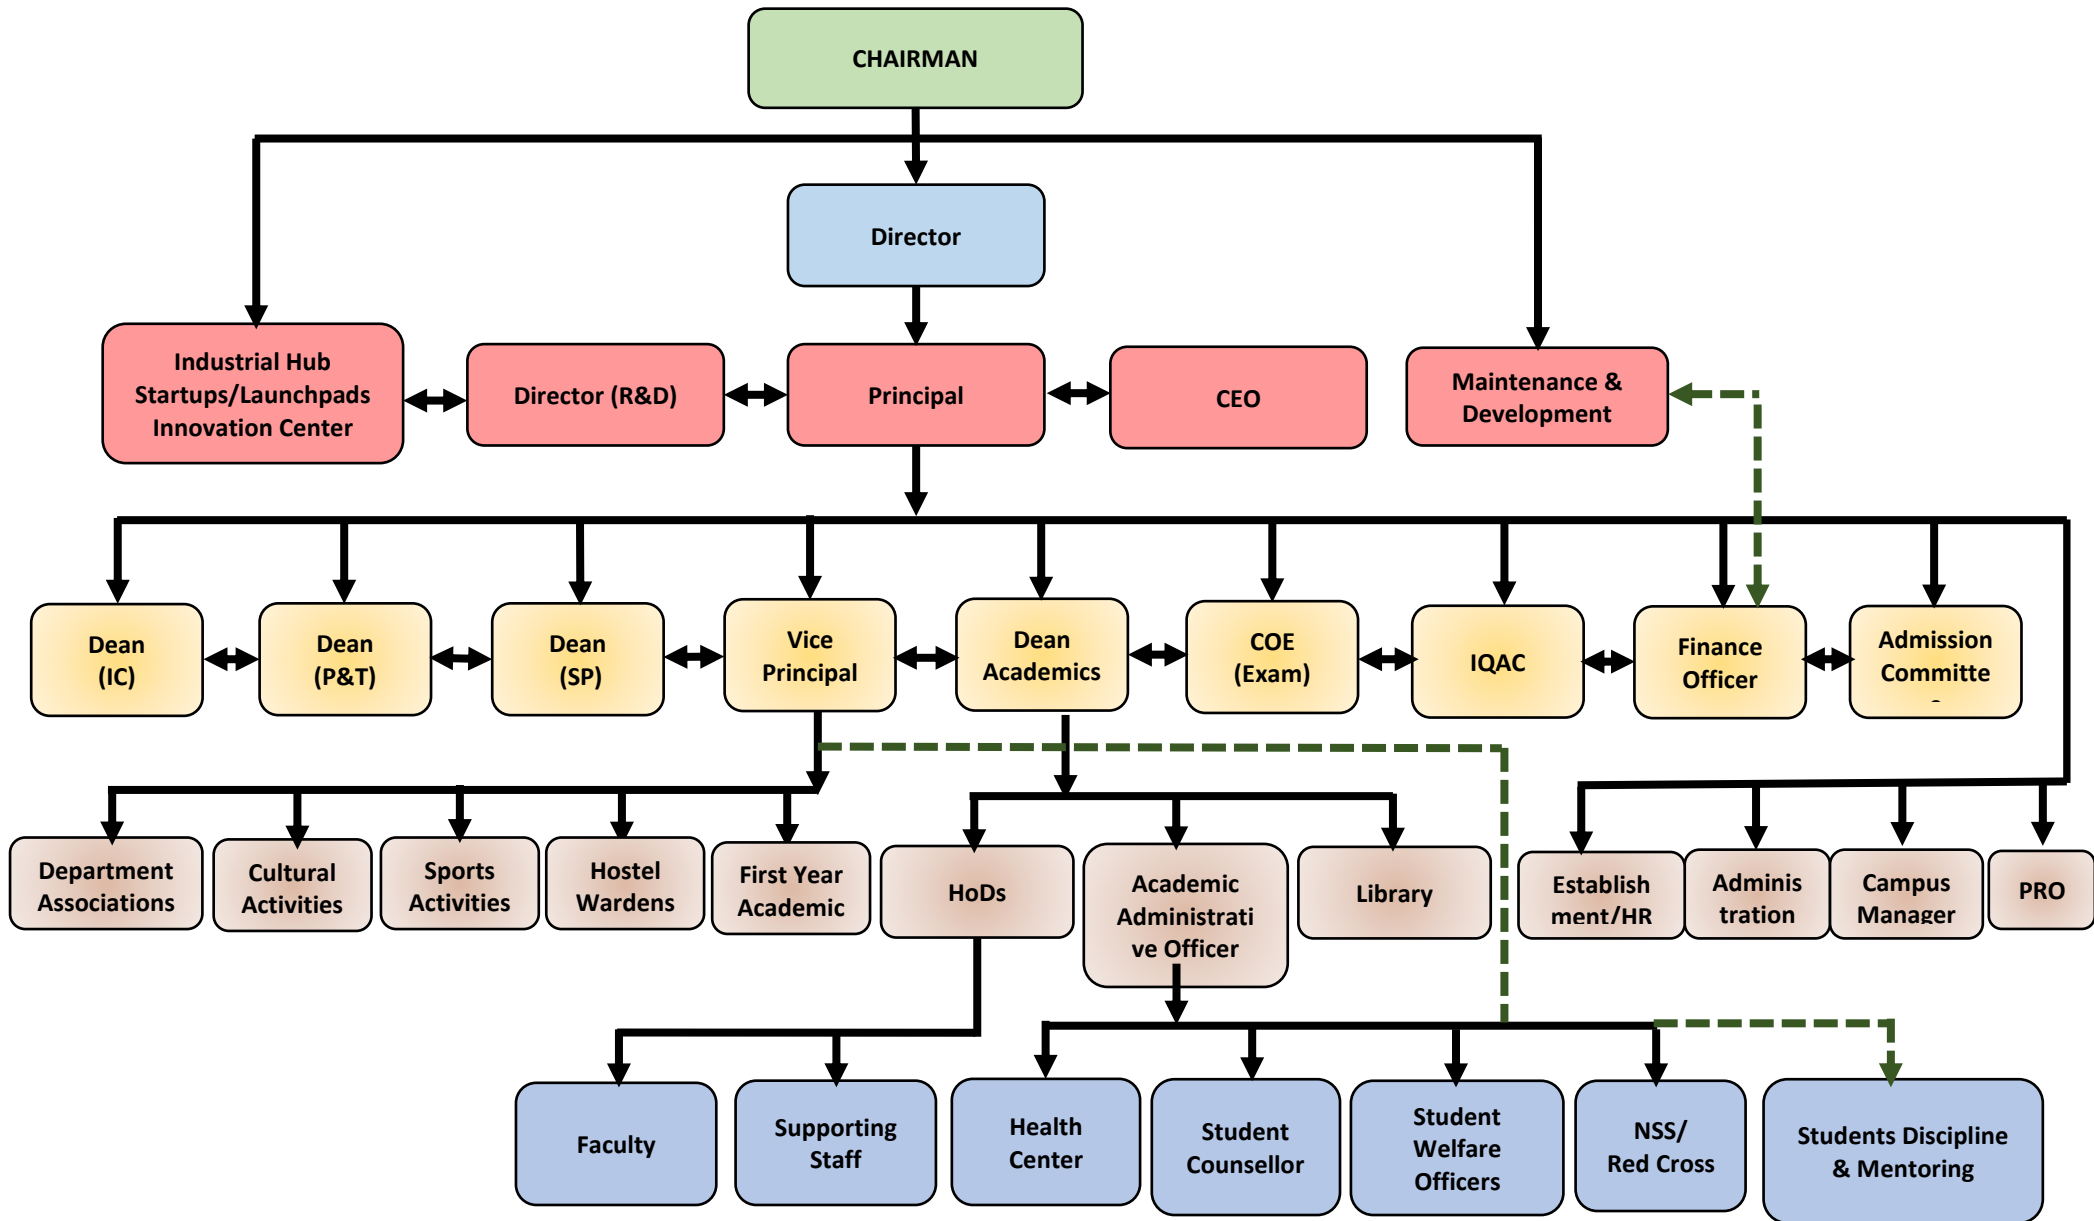 CHAIRMAN
Director
Industrial Hub
Startups/Launchpads
Innovation Center
Director (R&D)
Principal
CEO
Maintenance &
Development
Dean
(IC)
Dean
(P&T)
Dean
(SP)
Vice
Principal
Dean
Academics
COE
(Exam)
IQAC
Finance
Officer
Admission
Committe
Department
Associations
Cultural
Activities
Sports
Activities
Hostel
Wardens
First Year
Academic
HoDs
Academic
Administrati
ve Officer
Library
Establish
ment/HR
Adminis
tration
Campus
Manager
PRO
Faculty
Supporting
Staff
Health
Center
Student
Counsellor
Student
Welfare
Officers
NSS/
Red Cross
Students Discipline
& Mentoring